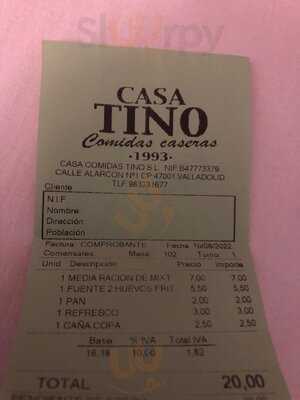 Slurrpy
CASA
TINO
Comidas caseras
·1993·
CASA COMIDAS TINO S.L. NIF B47773379
CALLE ALARCON Nº1 CP 47001 VALLADOLID
TLF
Cliente
N.I.F.
Nombre
Dirección
Población
Factura COMPROBANTE Fecha 10/08/2022
Comensales Mesa 102 Turno 1
Unid Descripción Precio Importe
1 MEDIA RACION DE MIXT 7,00 7,00
1 FUENTE 2 HUEVOS FRIT 5,50 5,50
1 PAN 2,00 2,00
1 REFRESCO 3,00 3,00
1 CAÑA COPA 2,50 2,50
Base % IVA Total IVA
18,18 10,00 1,82
TOTAL 20,00